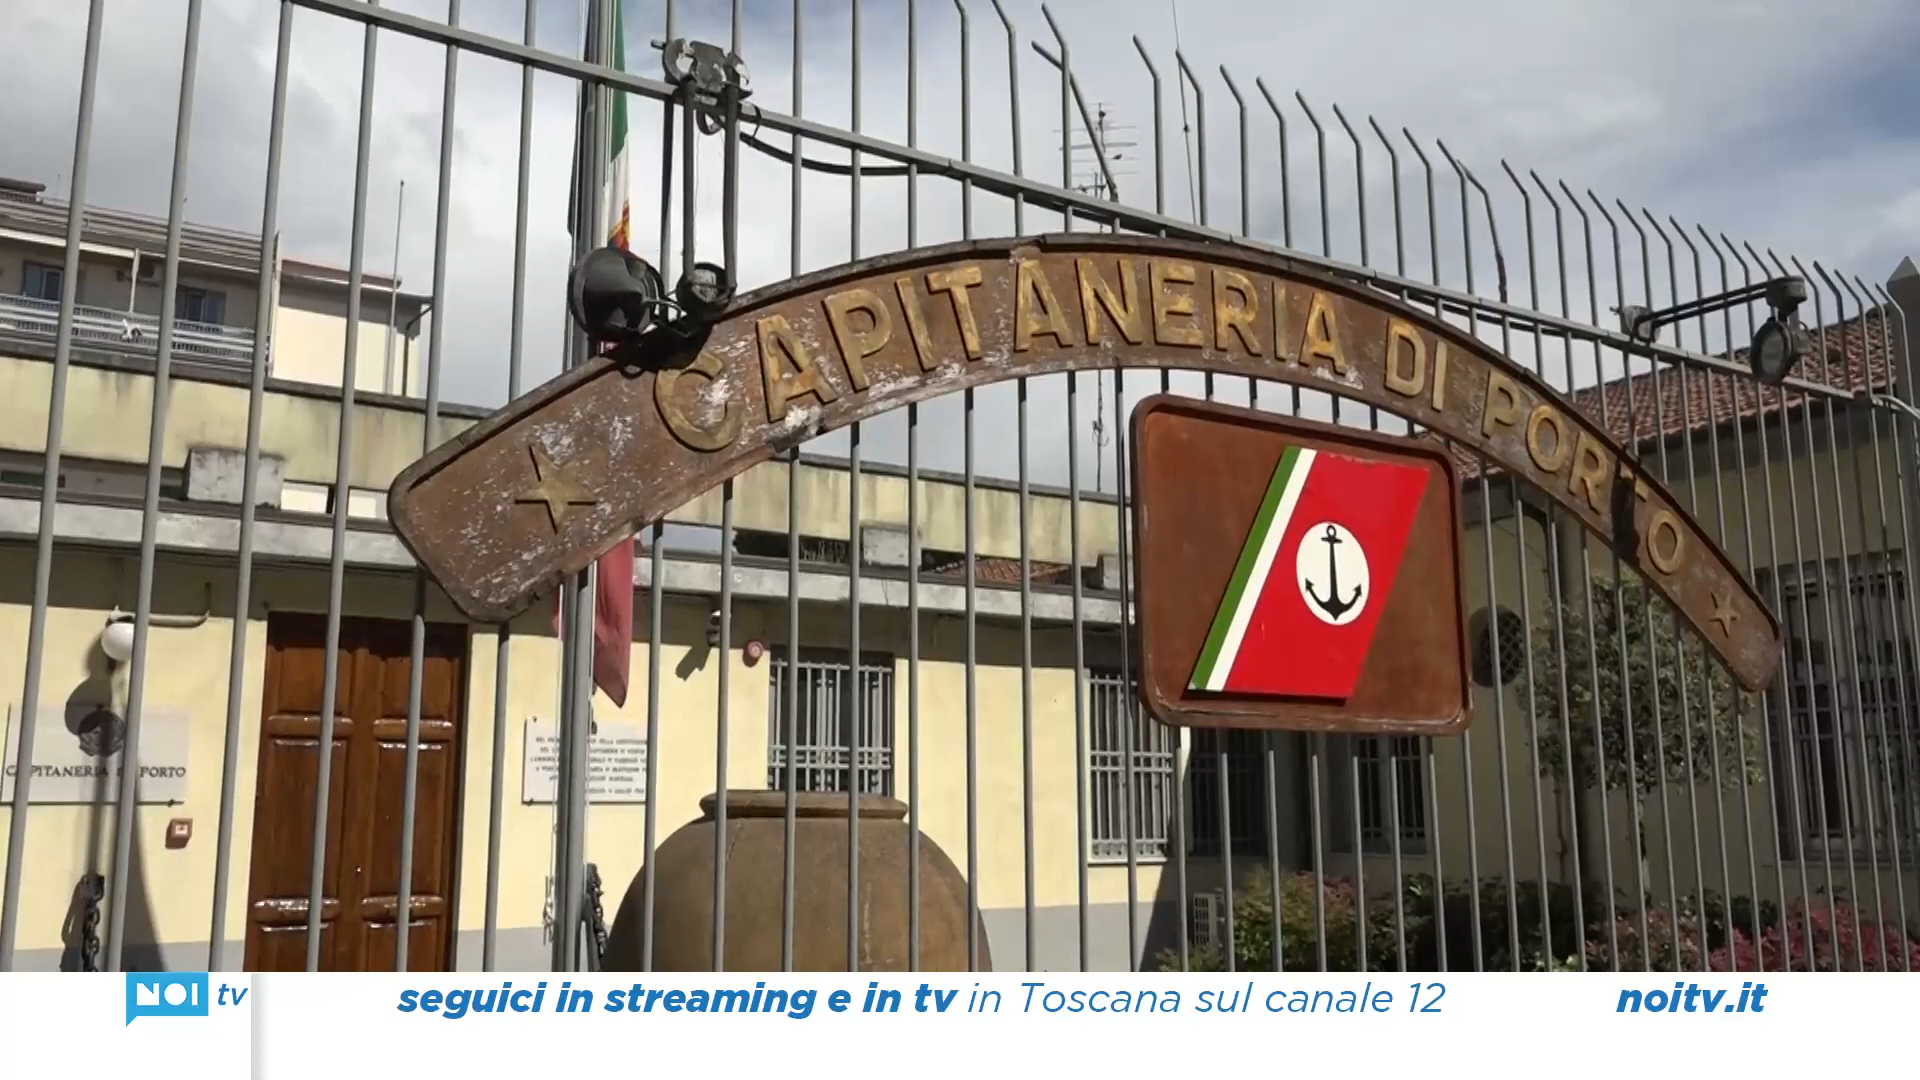 CAPITANERIA DI PORTO
CAPITANERIA DI PORTO
NOI tv
seguici in streaming e in tv in Toscana sul canale 12
noitv.it